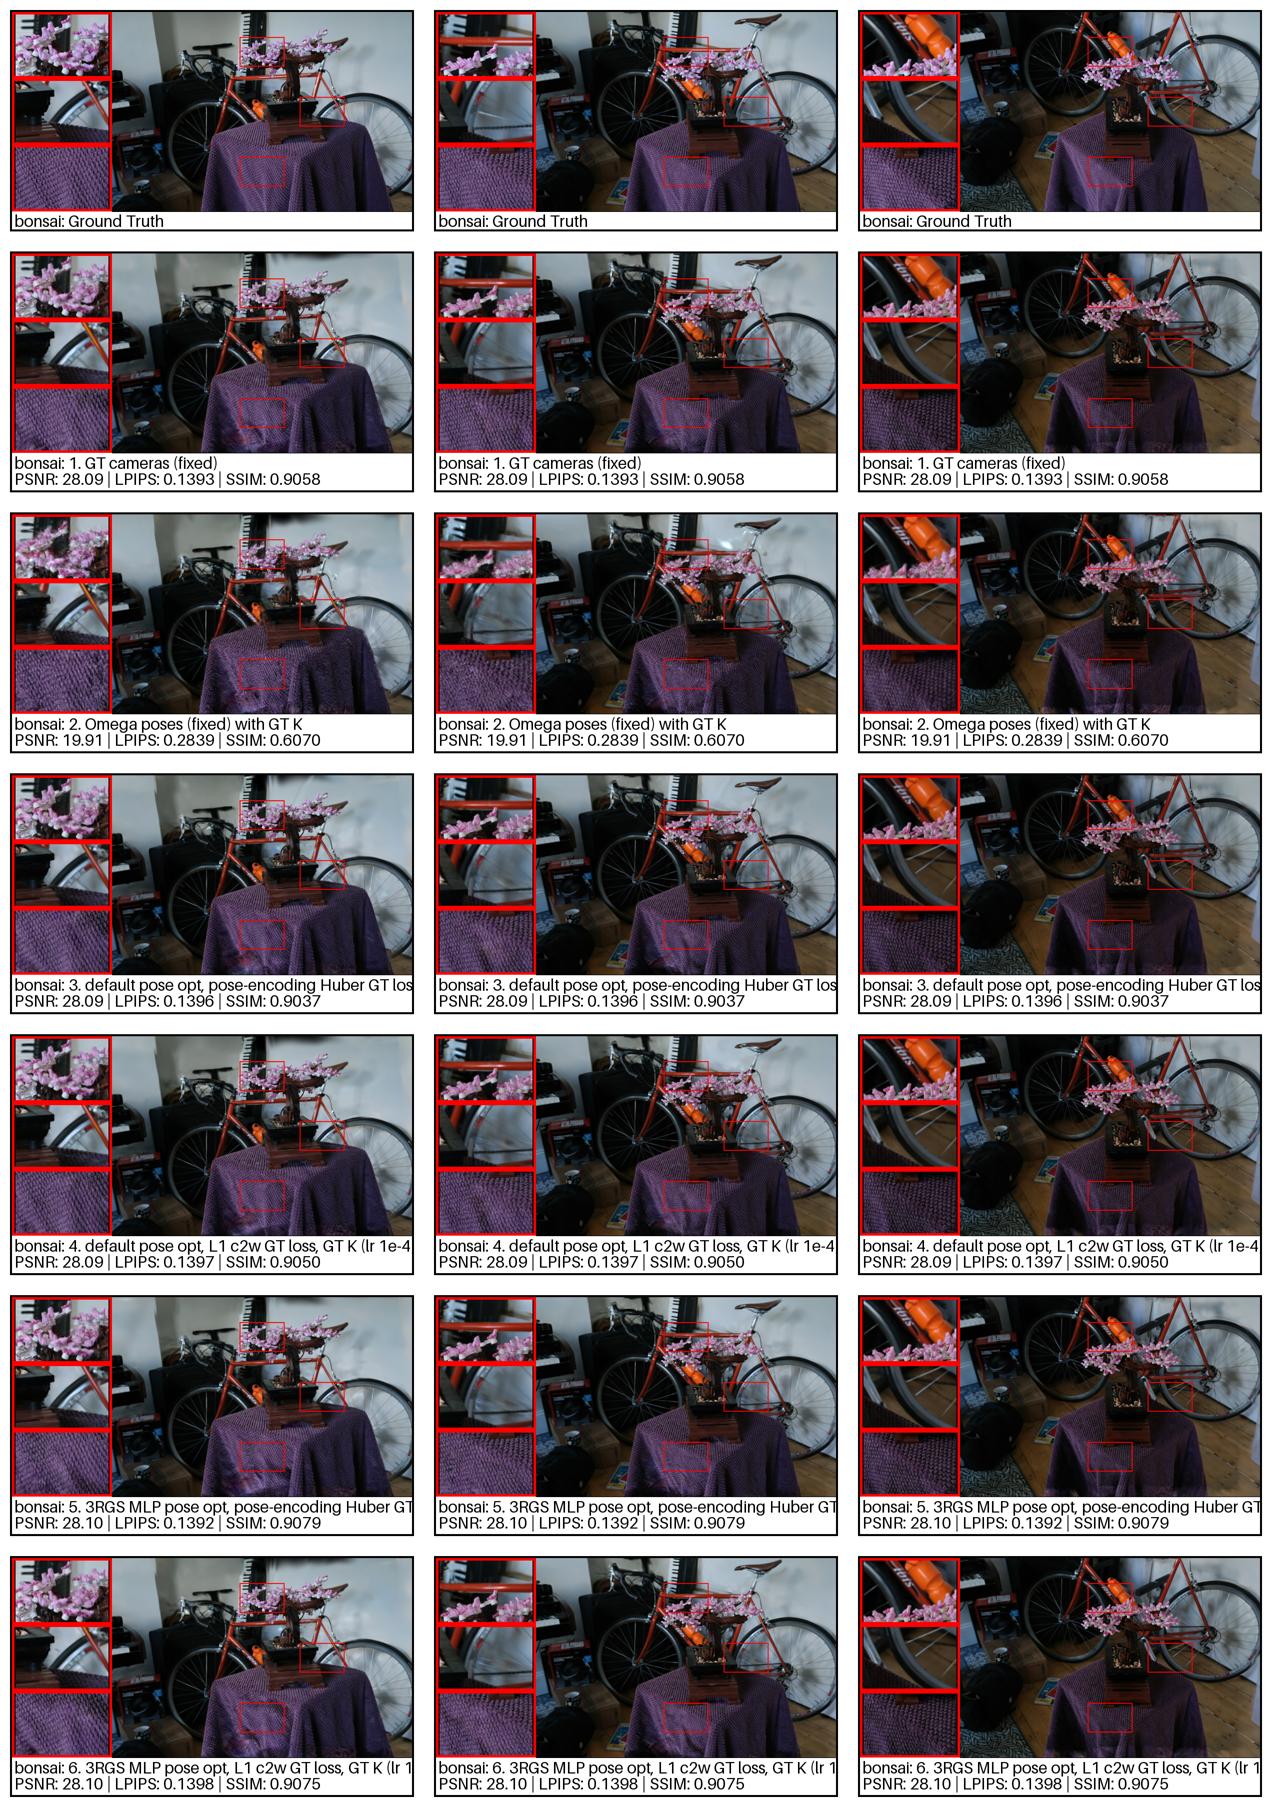 bonsai: Ground Truth
bonsai: Ground Truth
bonsai: Ground Truth
bonsai: 1. GT cameras (fixed)
PSNR: 28.09 | LPIPS: 0.1393 | SSIM: 0.9058
bonsai: 1. GT cameras (fixed)
PSNR: 28.09 | LPIPS: 0.1393 | SSIM: 0.9058
bonsai: 1. GT cameras (fixed)
PSNR: 28.09 | LPIPS: 0.1393 | SSIM: 0.9058
bonsai: 2. Omega poses (fixed) with GT K
PSNR: 19.91 | LPIPS: 0.2839 | SSIM: 0.6070
bonsai: 2. Omega poses (fixed) with GT K
PSNR: 19.91 | LPIPS: 0.2839 | SSIM: 0.6070
bonsai: 2. Omega poses (fixed) with GT K
PSNR: 19.91 | LPIPS: 0.2839 | SSIM: 0.6070
bonsai: 3. default pose opt, pose-encoding Huber GT los
PSNR: 28.09 | LPIPS: 0.1396 | SSIM: 0.9037
bonsai: 3. default pose opt, pose-encoding Huber GT los
PSNR: 28.09 | LPIPS: 0.1396 | SSIM: 0.9037
bonsai: 3. default pose opt, pose-encoding Huber GT los
PSNR: 28.09 | LPIPS: 0.1396 | SSIM: 0.9037
bonsai: 4. default pose opt, L1 c2w GT loss, GT K (lr 1e-4
PSNR: 28.09 | LPIPS: 0.1397 | SSIM: 0.9050
bonsai: 4. default pose opt, L1 c2w GT loss, GT K (lr 1e-4
PSNR: 28.09 | LPIPS: 0.1397 | SSIM: 0.9050
bonsai: 4. default pose opt, L1 c2w GT loss, GT K (lr 1e-4
PSNR: 28.09 | LPIPS: 0.1397 | SSIM: 0.9050
bonsai: 5. 3RGS MLP pose opt, pose-encoding Huber GT
PSNR: 28.10 | LPIPS: 0.1392 | SSIM: 0.9079
bonsai: 5. 3RGS MLP pose opt, pose-encoding Huber GT
PSNR: 28.10 | LPIPS: 0.1392 | SSIM: 0.9079
bonsai: 5. 3RGS MLP pose opt, pose-encoding Huber GT
PSNR: 28.10 | LPIPS: 0.1392 | SSIM: 0.9079
bonsai: 6. 3RGS MLP pose opt, L1 c2w GT loss, GT K (lr 1
PSNR: 28.10 | LPIPS: 0.1398 | SSIM: 0.9075
bonsai: 6. 3RGS MLP pose opt, L1 c2w GT loss, GT K (lr 1
PSNR: 28.10 | LPIPS: 0.1398 | SSIM: 0.9075
bonsai: 6. 3RGS MLP pose opt, L1 c2w GT loss, GT K (lr 1
PSNR: 28.10 | LPIPS: 0.1398 | SSIM: 0.9075